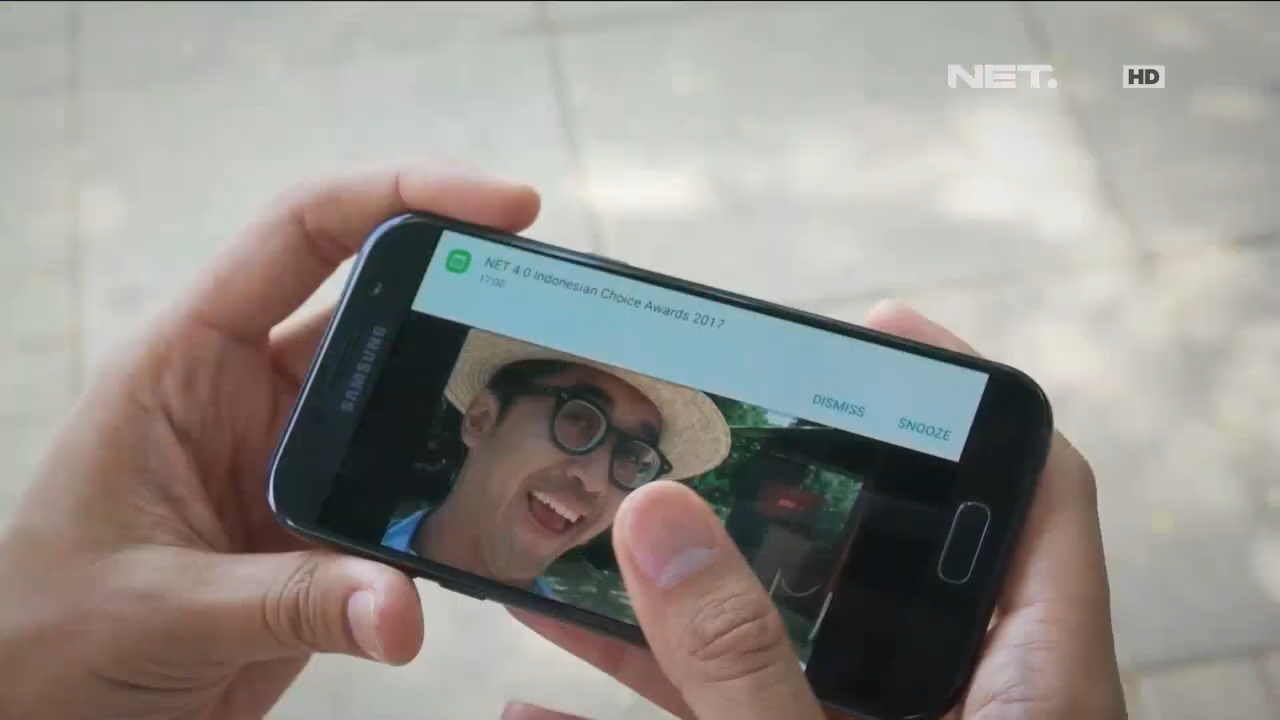 NET.
HD
NET 4.0 Indonesian Choice Awards 2017
17:00
DISMISS
SNOOZE
SAMSUNG